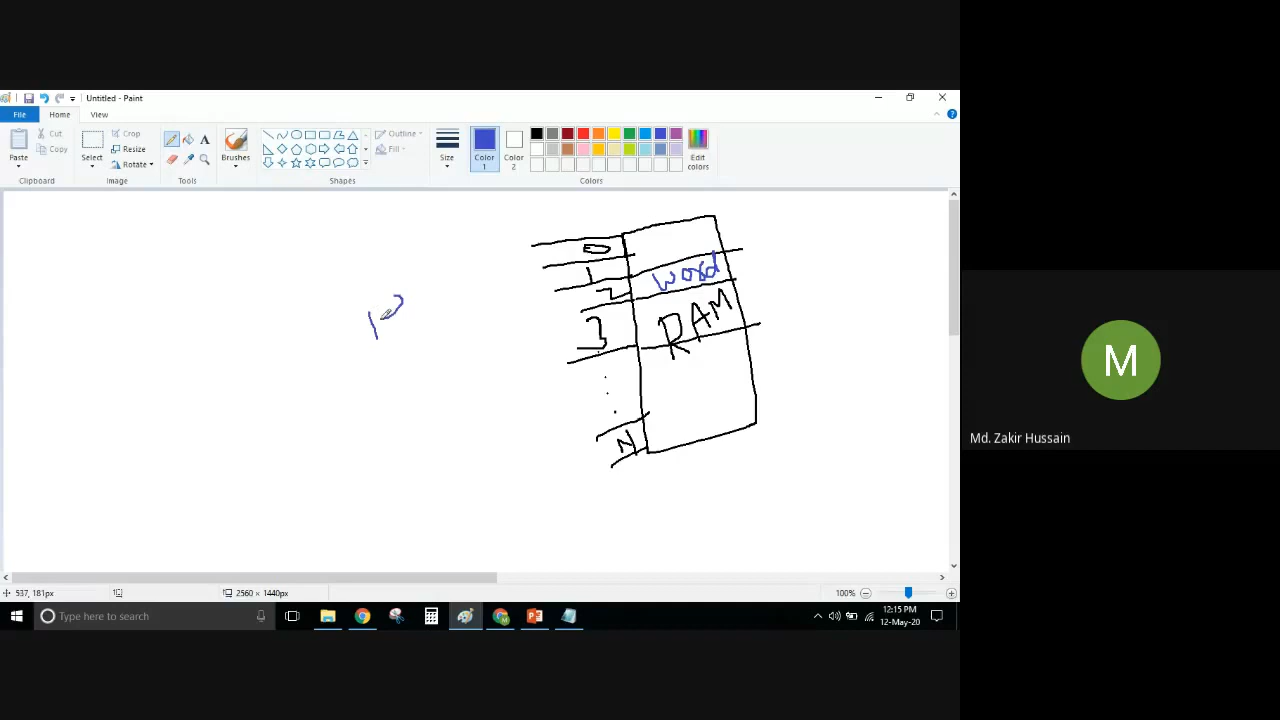 Untitled - Paint
File Home View
Cut
Copy
Paste
Clipboard
Crop
Resize
Rotate
Select
Image
Tools
Brushes
Outline
Fill
Shapes
Size
Color 1
Color 2
Edit colors
Colors
0
1 word
2
3 RAM
N
537, 181px
2560 × 1440px
100%
Type here to search
12:15 PM
12-May-20
M
Md. Zakir Hussain